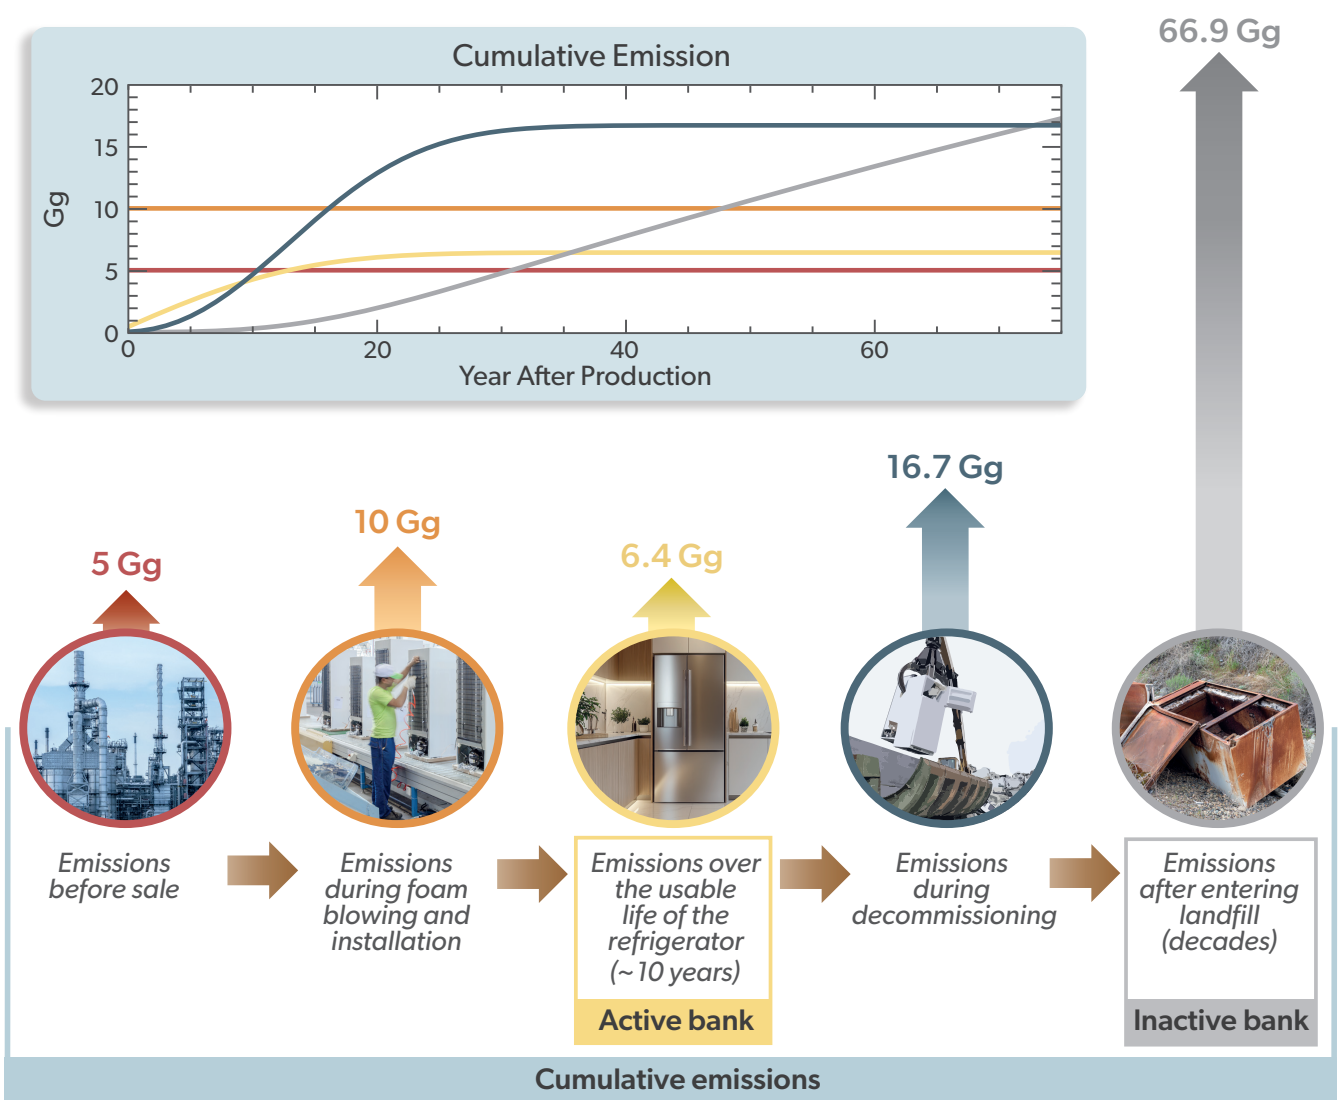 66.9 Gg
Cumulative Emission
20
15
10
5
0
Gg
0
20
40
60
Year After Production
16.7 Gg
10 Gg
5 Gg
6.4 Gg
Emissions
before sale
Emissions
during foam
blowing and
installation
Emissions over
the usable
life of the
refrigerator
(~10 years)
Active bank
Emissions
during
decommissioning
Emissions
after entering
landfill
(decades)
Inactive bank
Cumulative emissions